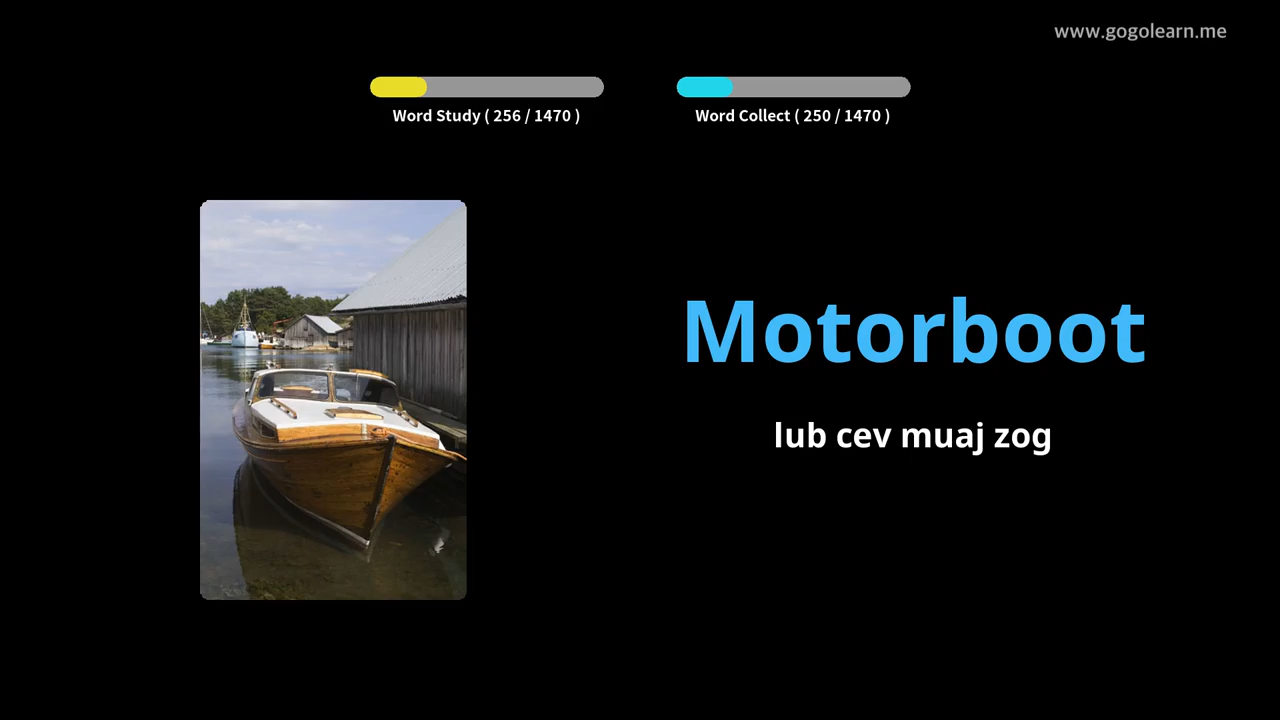 www.gogolearn.me
Word Study ( 256 / 1470 )
Word Collect ( 250 / 1470 )
Motorboot
lub cev muaj zog